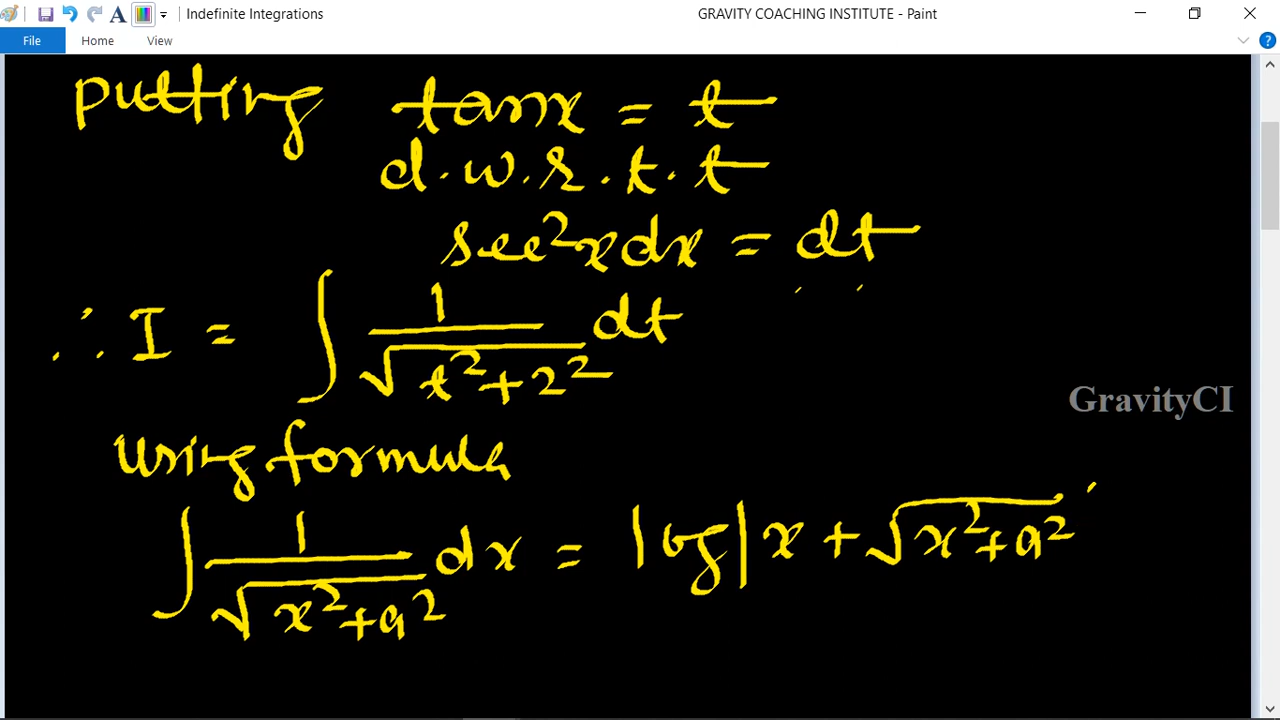 Indefinite Integrations
GRAVITY COACHING INSTITUTE - Paint
File Home View
putting tanx = t
d.w.r.t.t
sec²xdx = dt
∴ I = ∫ 1/√(t²+2²) dt
GravityCI
using formula
∫ 1/√(x²+a²) dx = log|x + √(x²+a²)